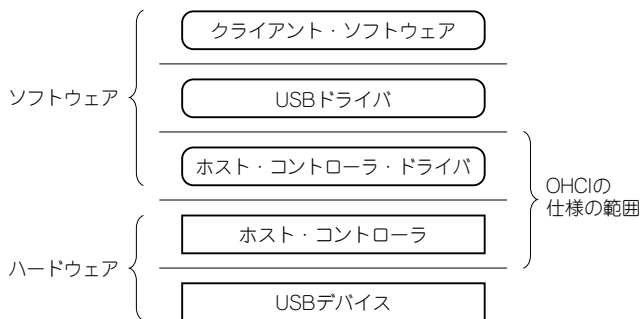 クライアント・ソフトウェア
ソフトウェア
USBドライバ
ホスト・コントローラ・ドライバ
OHCIの
仕様の範囲
ホスト・コントローラ
ハードウェア
USBデバイス